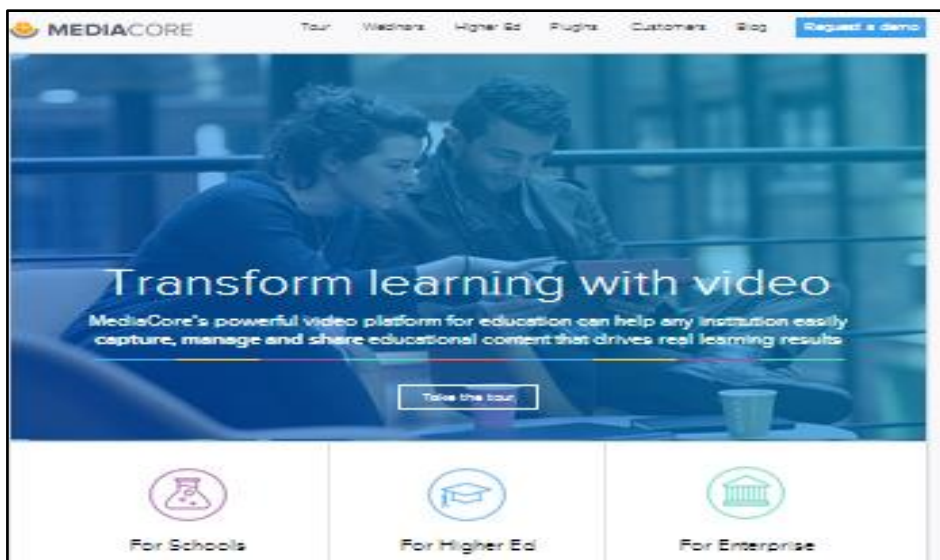 MEDIACORE
Tour Webinars Higher Ed Plugins Customers Blog Request a demo
Transform learning with video
MediaCore's powerful video platform for education can help any institution easily
capture, manage and share educational content that drives real learning results
Take the tour
For Schools For Higher Ed For Enterprise